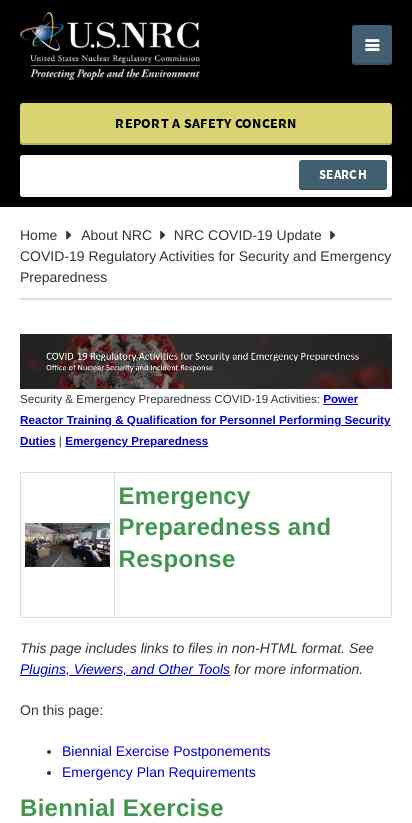 U.S.NRC
United States Nuclear Regulatory Commission
Protecting People and the Environment
REPORT A SAFETY CONCERN
SEARCH
Home About NRC NRC COVID-19 Update
COVID-19 Regulatory Activities for Security and Emergency
Preparedness
COVID-19 Regulatory Activities for Security and Emergency Preparedness
Office of Nuclear Security and Incident Response
Security & Emergency Preparedness COVID-19 Activities: Power
Reactor Training & Qualification for Personnel Performing Security
Duties | Emergency Preparedness
Emergency
Preparedness and
Response
This page includes links to files in non-HTML format. See
Plugins, Viewers, and Other Tools for more information.
On this page:
• Biennial Exercise Postponements
• Emergency Plan Requirements
Biennial Exercise